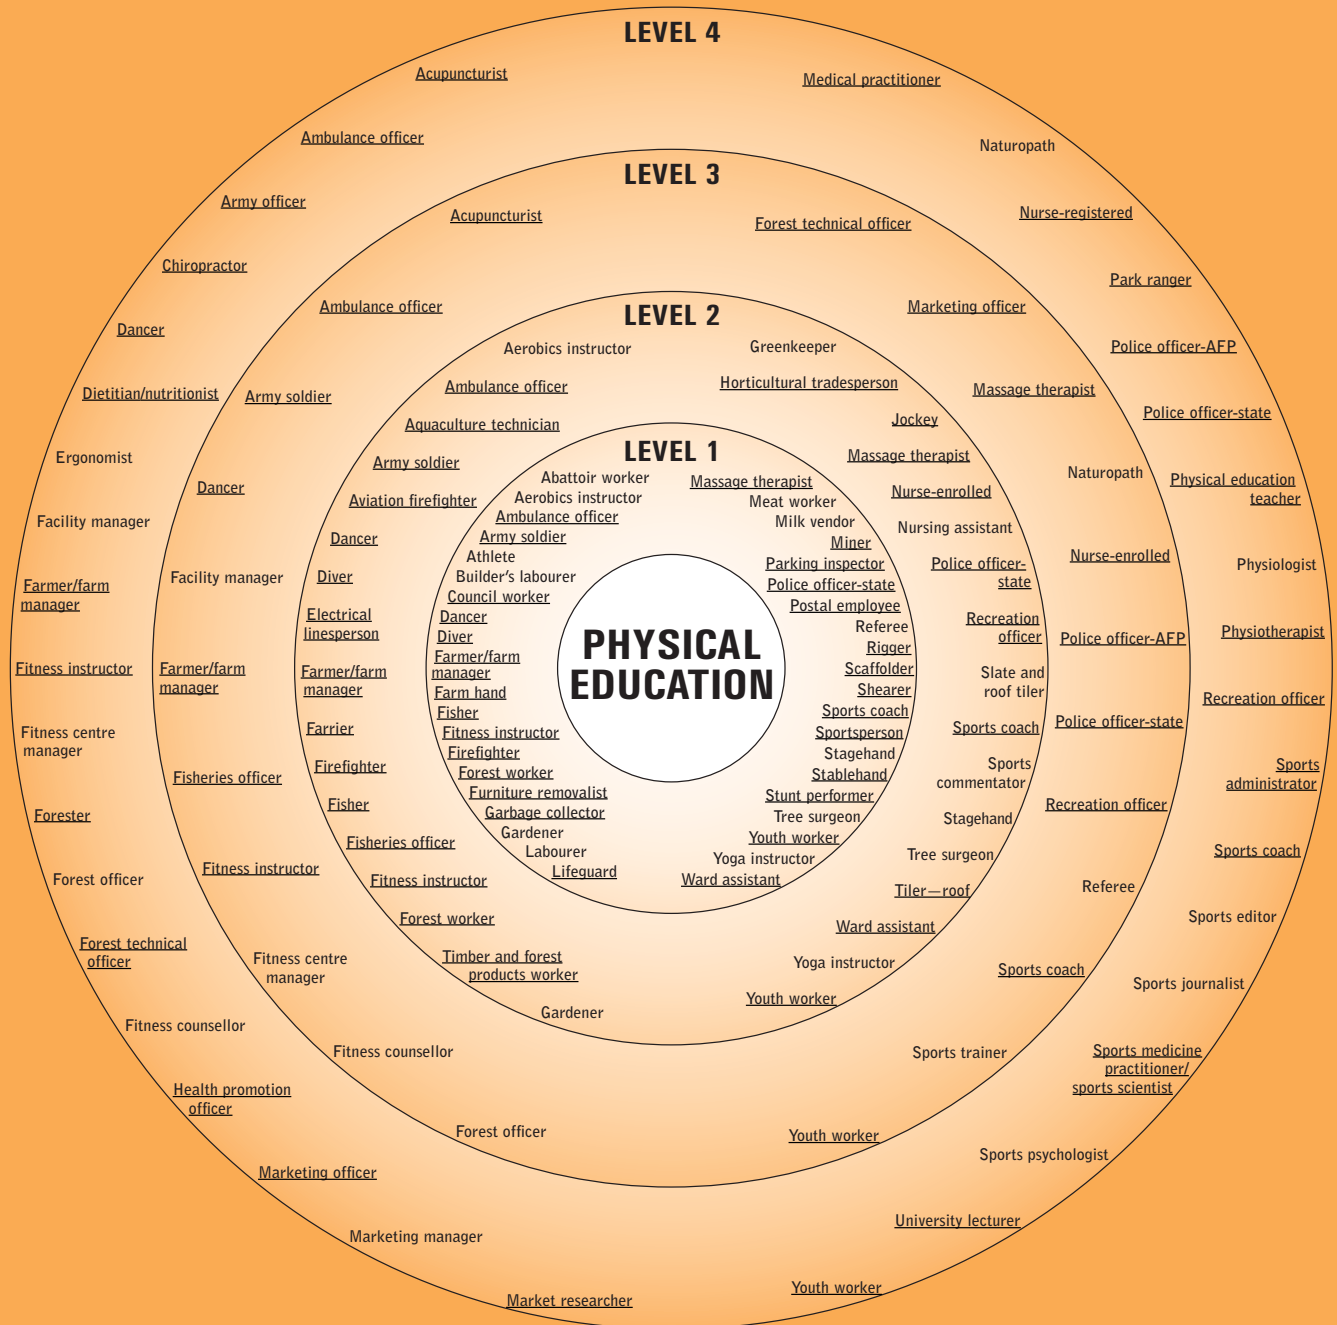 LEVEL 4
Acupuncturist
Ambulance officer
Army officer
Chiropractor
Dancer
Dietitian/nutritionist
Ergonomist
Facility manager
Farmer/farm
manager
Fitness instructor
Fitness centre
manager
Forester
Forest officer
Forest technical
officer
Fitness counsellor
Health promotion
officer
Marketing officer
Marketing manager
Market researcher
Medical practitioner
Naturopath
Nurse-registered
Park ranger
Police officer-AFP
Police officer-state
Physical education
teacher
Physiologist
Physiotherapist
Recreation officer
Sports
administrator
Sports coach
Sports editor
Sports journalist
Sports medicine
practitioner/
sports scientist
Sports psychologist
University lecturer
Youth worker
LEVEL 3
Acupuncturist
Ambulance officer
Army soldier
Dancer
Facility manager
Farmer/farm
manager
Fisheries officer
Fitness instructor
Fitness centre
manager
Fitness counsellor
Forest officer
Forest technical officer
Marketing officer
Massage therapist
Naturopath
Nurse-enrolled
Police officer-AFP
Police officer-state
Recreation officer
Referee
Sports coach
Sports trainer
Youth worker
LEVEL 2
Aerobics instructor
Ambulance officer
Aquaculture technician
Army soldier
Aviation firefighter
Dancer
Diver
Electrical
linesperson
Farmer/farm
manager
Farrier
Firefighter
Fisher
Fisheries officer
Fitness instructor
Forest worker
Timber and forest
products worker
Gardener
Greenkeeper
Horticultural tradesperson
Jockey
Massage therapist
Nurse-enrolled
Nursing assistant
Police officer-
state
Recreation
officer
Slate and
roof tiler
Sports coach
Sports
commentator
Stagehand
Tree surgeon
Tiler—roof
Ward assistant
Yoga instructor
Youth worker
LEVEL 1
Abattoir worker
Aerobics instructor
Ambulance officer
Army soldier
Athlete
Builder's labourer
Council worker
Dancer
Diver
Farmer/farm
manager
Farm hand
Fisher
Fitness instructor
Firefighter
Forest worker
Furniture removalist
Garbage collector
Gardener
Labourer
Lifeguard
Massage therapist
Meat worker
Milk vendor
Miner
Parking inspector
Police officer-state
Postal employee
Referee
Rigger
Scaffolder
Shearer
Sports coach
Sportsperson
Stagehand
Stablehand
Stunt performer
Tree surgeon
Youth worker
Yoga instructor
Ward assistant
PHYSICAL
EDUCATION